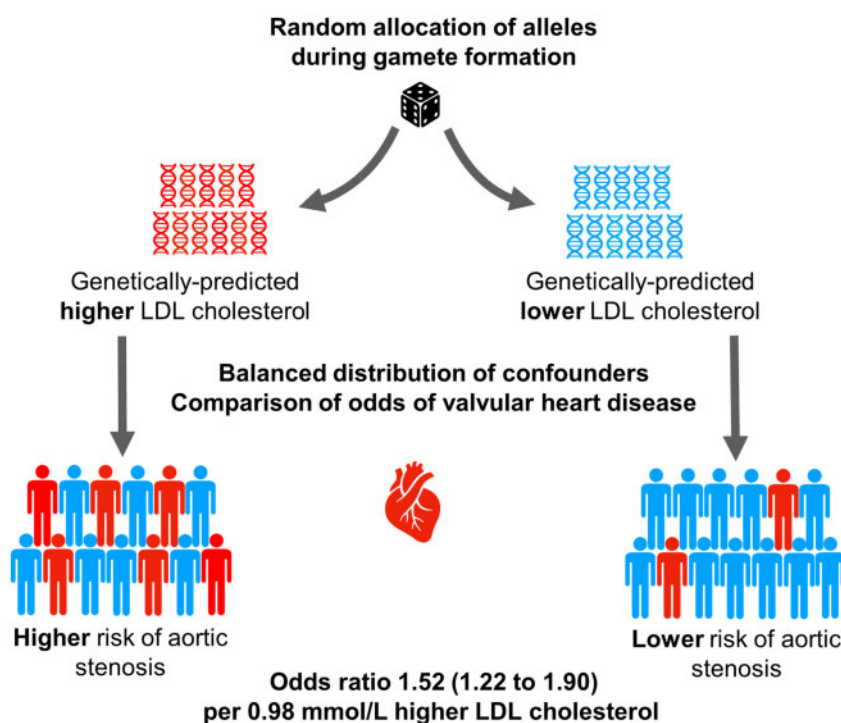 Random allocation of alleles
during gamete formation
Genetically-predicted
higher LDL cholesterol
Genetically-predicted
lower LDL cholesterol
Balanced distribution of confounders
Comparison of odds of valvular heart disease
Higher risk of aortic
stenosis
Lower risk of aortic
stenosis
Odds ratio 1.52 (1.22 to 1.90)
per 0.98 mmol/L higher LDL cholesterol